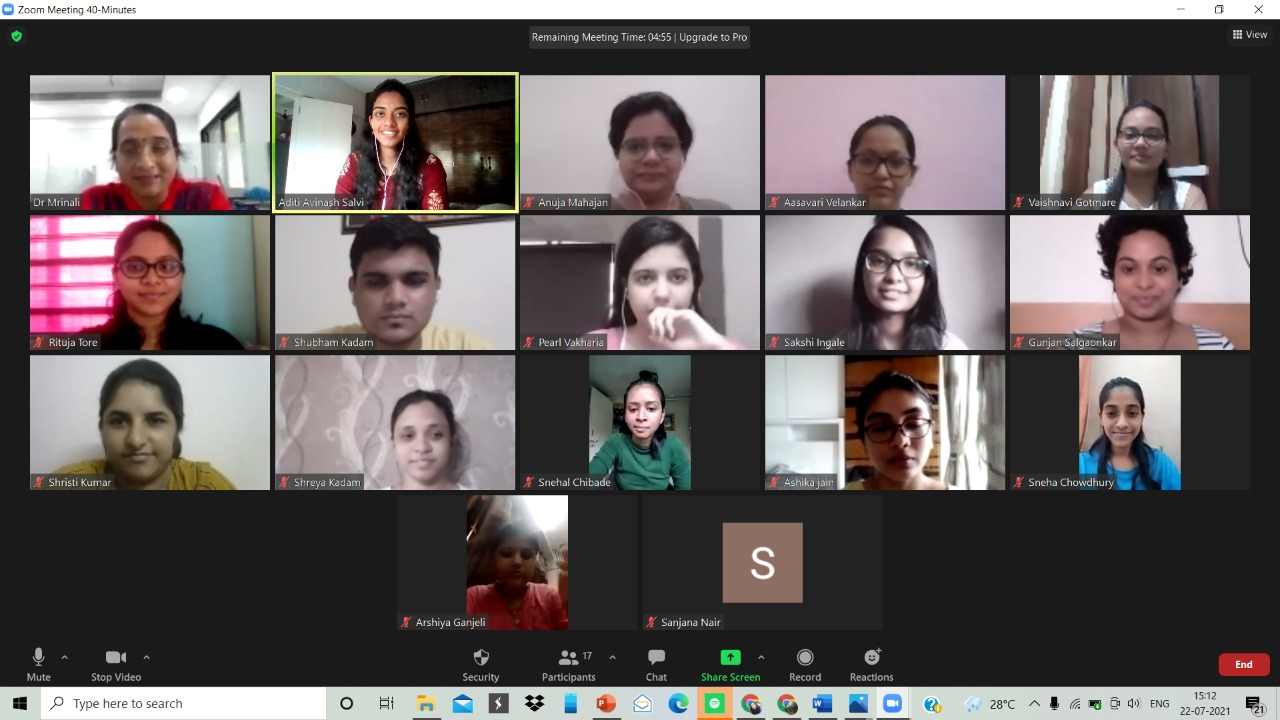 Zoom Meeting 40-Minutes
Remaining Meeting Time: 04:55 | Upgrade to Pro
View
Dr Mrinali
Aditi Avinash Salvi
Anuja Mahajan
Aasavari Velankar
Vaishnavi Gotmare
Rituja Tore
Shubham Kadam
Pearl Vakharia
Sakshi Ingale
Gunjan Salgaonkar
Shristi Kumar
Shreya Kadam
Snehal Chibade
Ashika jain
Sneha Chowdhury
S
Arshiya Ganjeli
Sanjana Nair
17
Mute
Stop Video
Security
Participants
Chat
Share Screen
Record
Reactions
End
Type here to search
28°C
15:12
22-07-2021
21